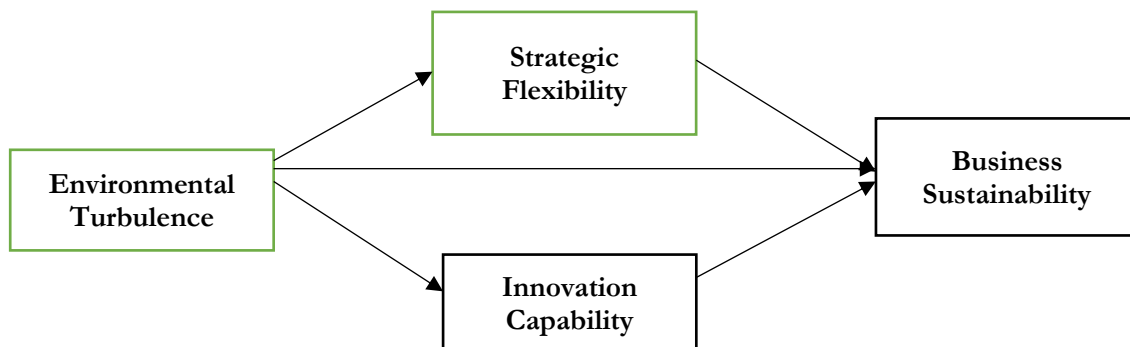 Strategic
Flexibility
Environmental
Turbulence
Business
Sustainability
Innovation
Capability